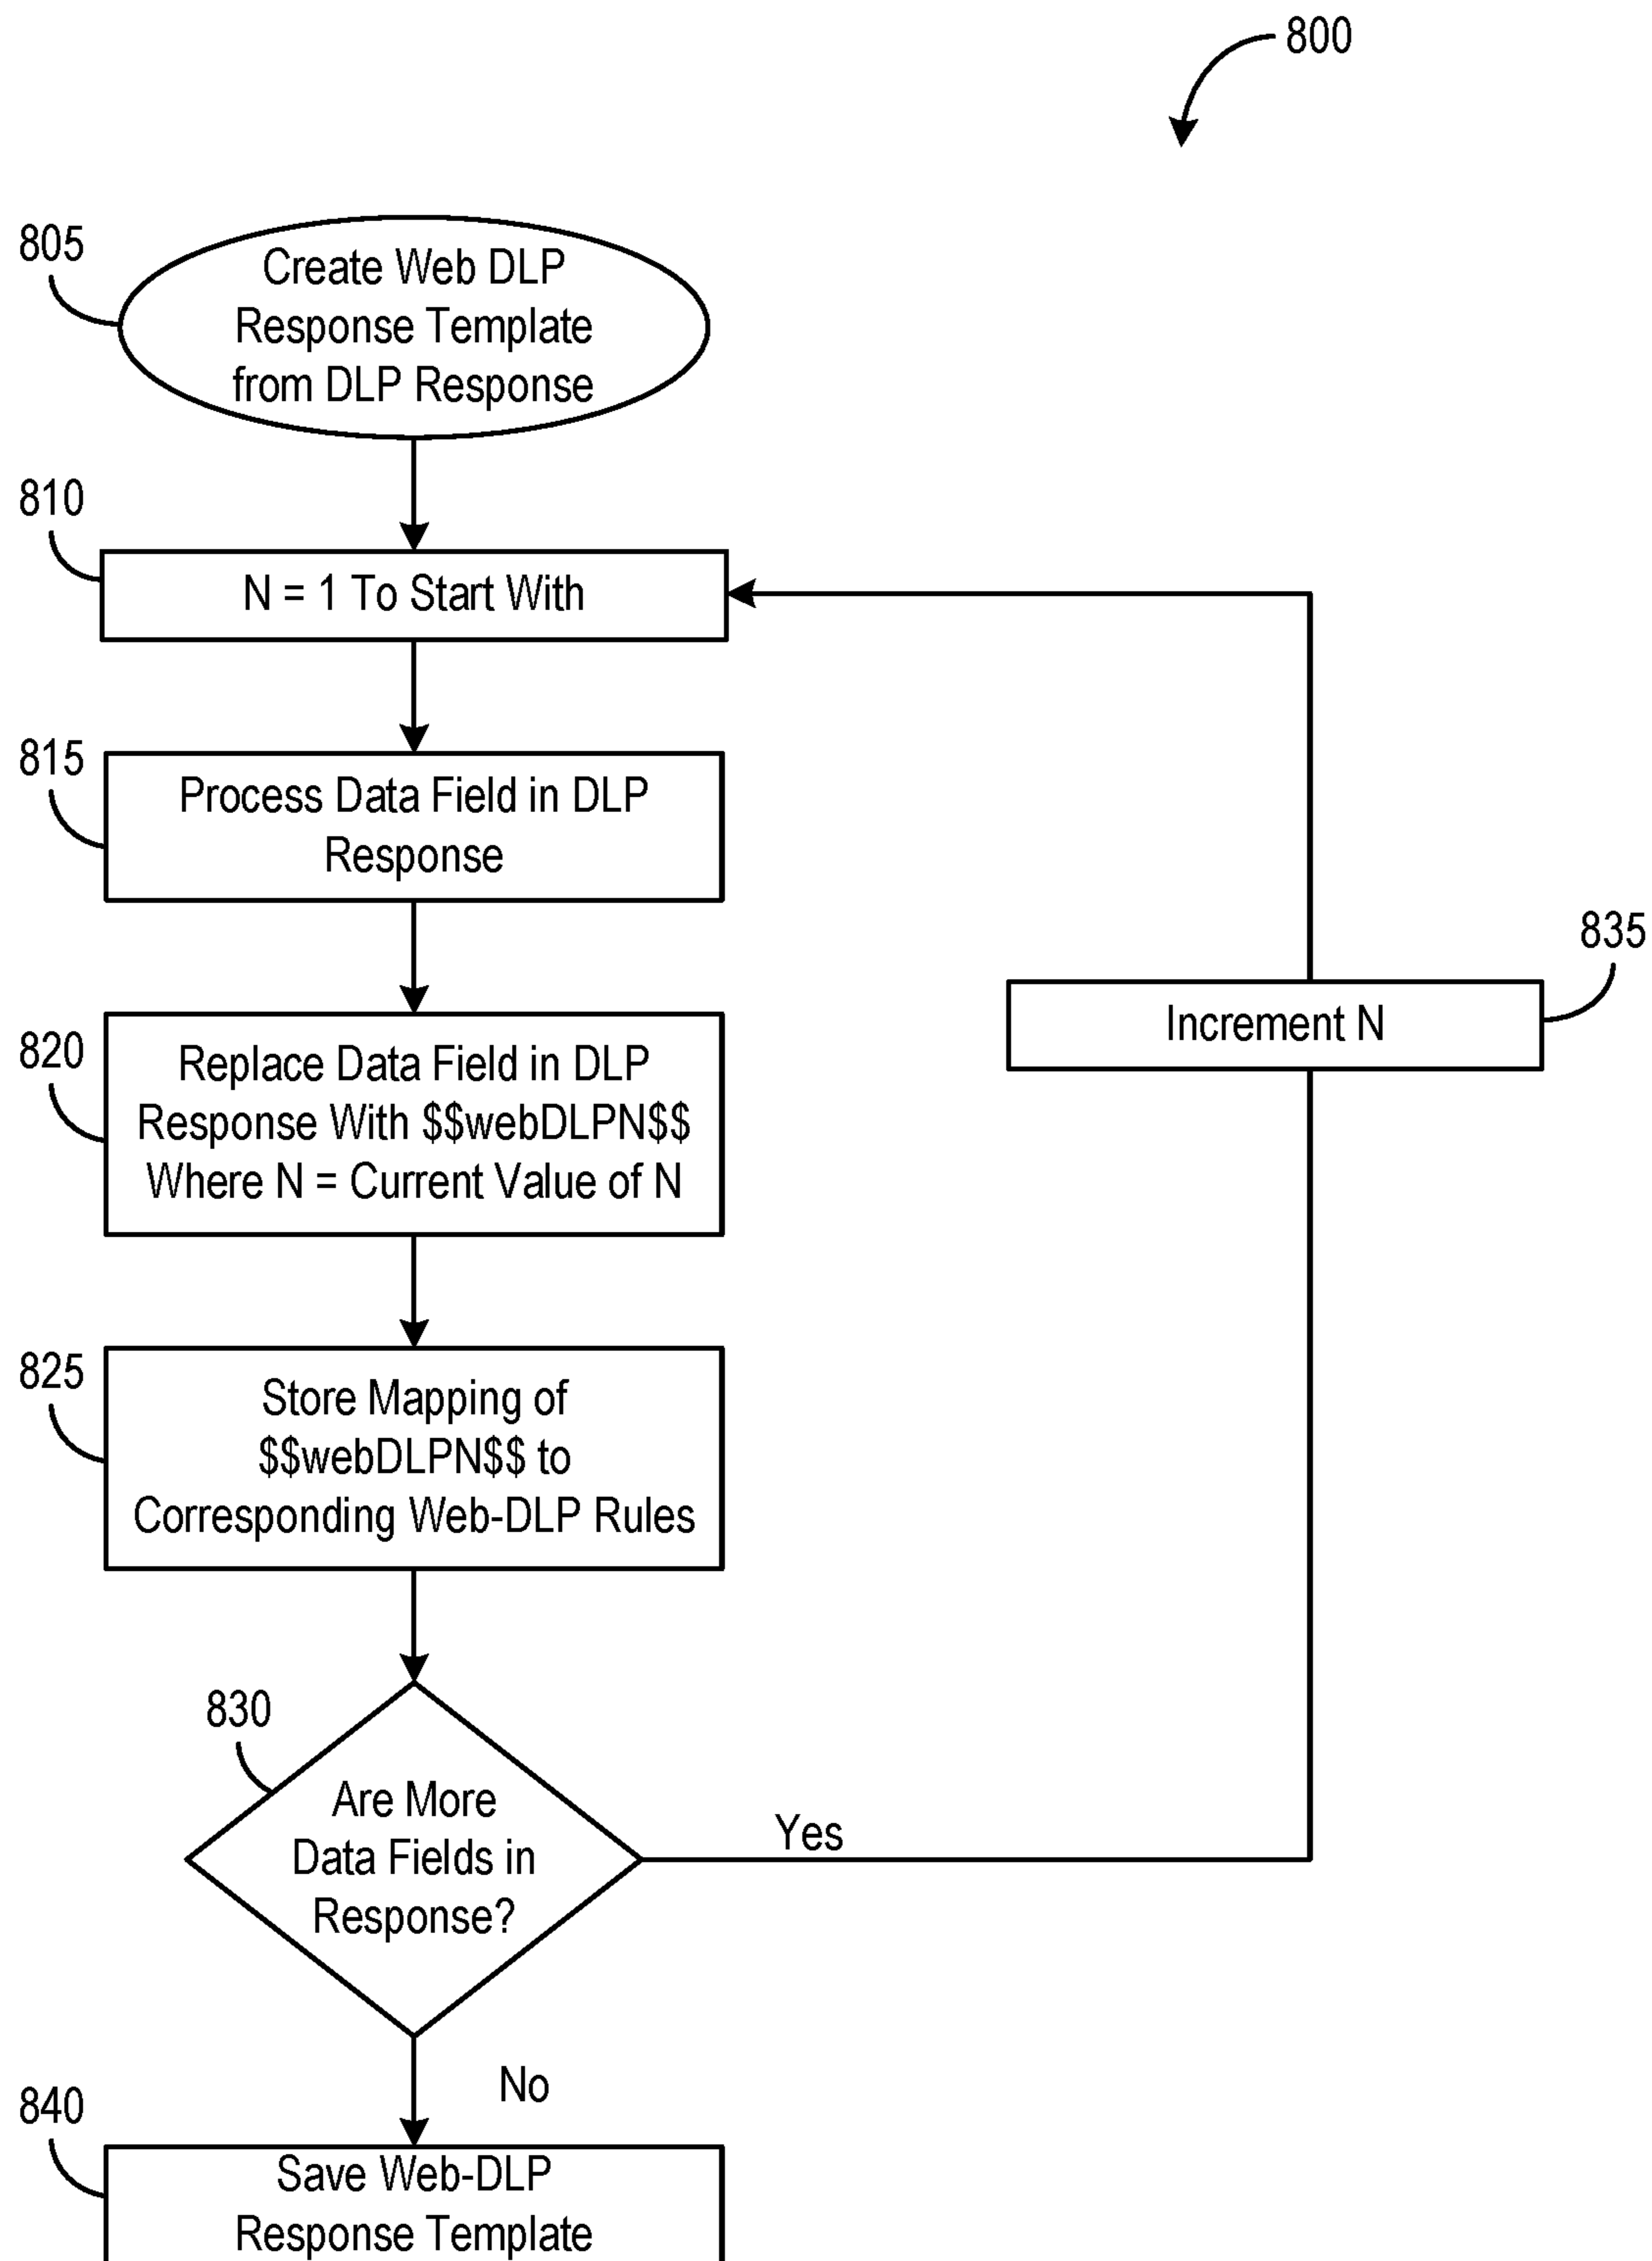 800
805
Create Web DLP
Response Template
from DLP Response
810
N = 1 To Start With
815
Process Data Field in DLP
Response
835
Increment N
820
Replace Data Field in DLP
Response With $$webDLPN$$
Where N = Current Value of N
825
Store Mapping of
$$webDLPN$$ to
Corresponding Web-DLP Rules
830
Are More
Data Fields in
Response?
Yes
No
840
Save Web-DLP
Response Template